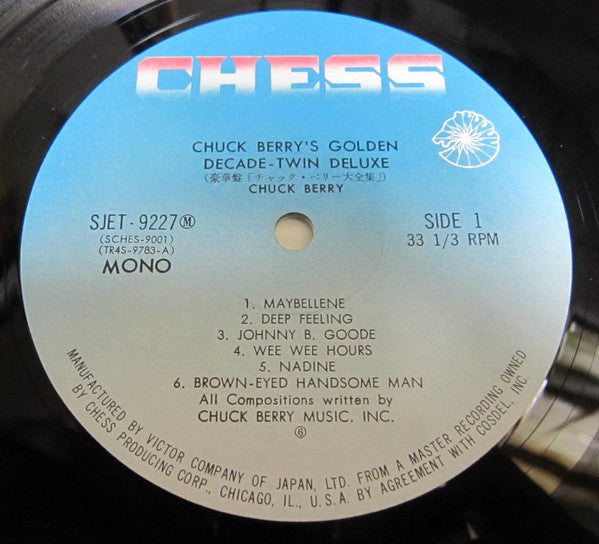 CHESS
CHUCK BERRY'S GOLDEN
DECADE-TWIN DELUXE
(豪華盤「チャック・ベリー大全集」)
CHUCK BERRY
SJET-9227Ⓜ
(SCHES-9001)
(TR4S-9783-A)
MONO
SIDE 1
33 1/3 RPM
1. MAYBELLENE
2. DEEP FEELING
3. JOHNNY B. GOODE
4. WEE WEE HOURS
5. NADINE
6. BROWN-EYED HANDSOME MAN
All Compositions written by
CHUCK BERRY MUSIC, INC.
⑥
MANUFACTURED BY VICTOR COMPANY OF JAPAN, LTD. FROM A MASTER RECORDING OWNED
BY CHESS PRODUCING CORP., CHICAGO, IL., U.S.A. BY AGREEMENT WITH COSDEL, INC.